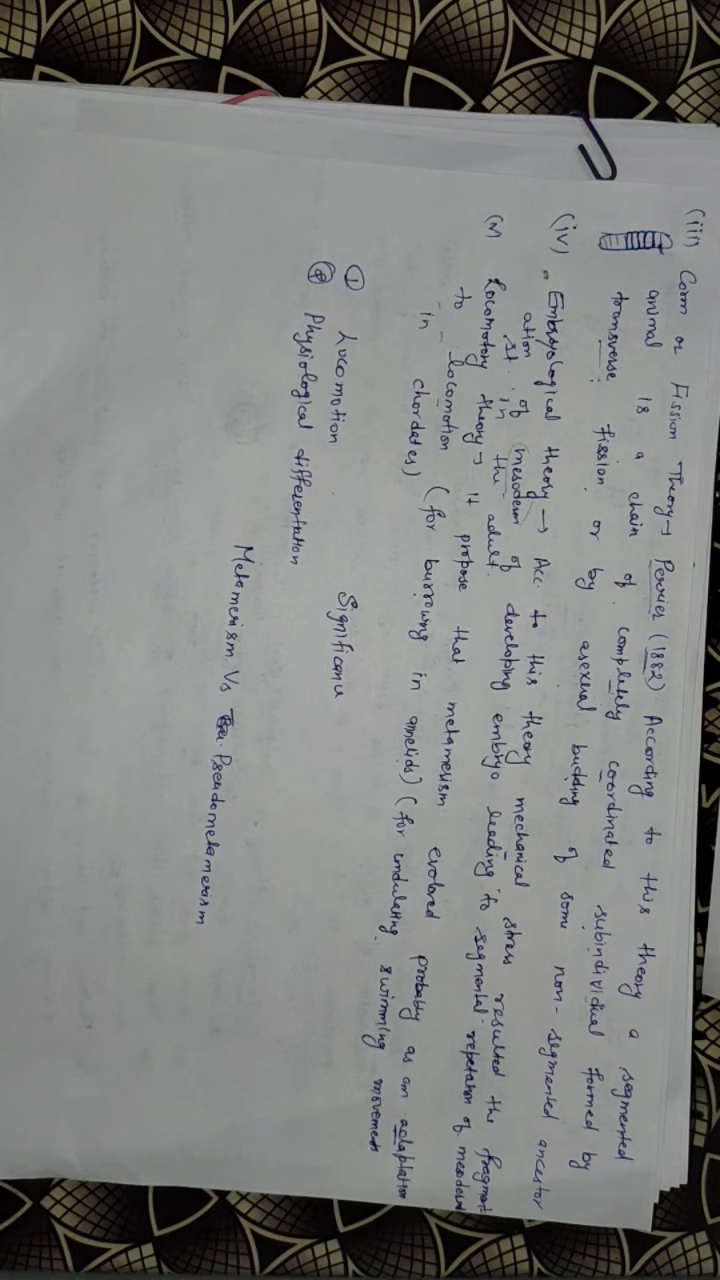 (iii) Corm or Fission Theory→ Perrier (1882) According to this theory a segmented
animal is a chain of completely coordinated subindividual formed by
transverse fission or by asexual budding of some non-segmented ancestor
(iv) Embryological theory → Acc. to this theory mechanical stress resulted the fragment
ation of mesoderm of developing embryo leading to segmental repetation of mesodermal
st. in the adult.
(v) Locomotory theory→ it propose that metamerism evolared probably as an adaptation
to locomotion (for burrowing in annelids) (for undulating swimming movement
in chordates)
Significance
① Locomotion
② Physiological differentiation
Metamerism Vs Pseudometamerism